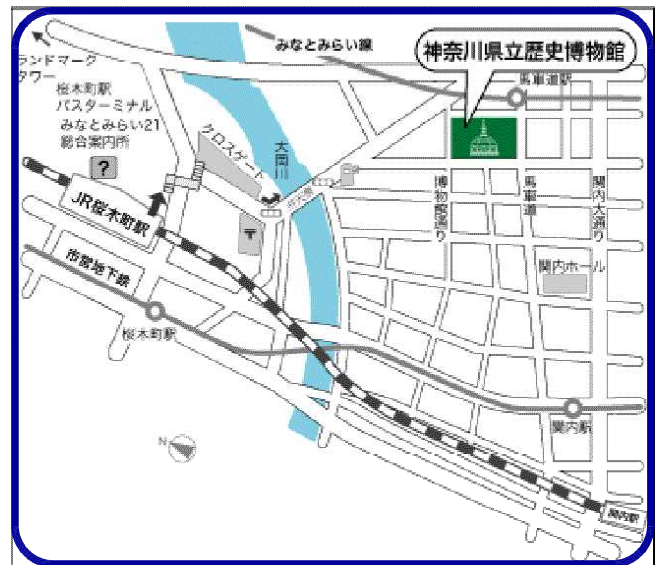 みなとみらい線
神奈川県立歴史博物館
馬車道駅
ランドマーク
タワー
桜木町駅
バスターミナル
みなとみらい21
総合案内所
?
クロスゲート
大岡川
弁天橋
〒
博物館通り
馬車道
関内大通り
JR桜木町駅
市営地下鉄
桜木町駅
関内ホール
関内駅
N
関内駅